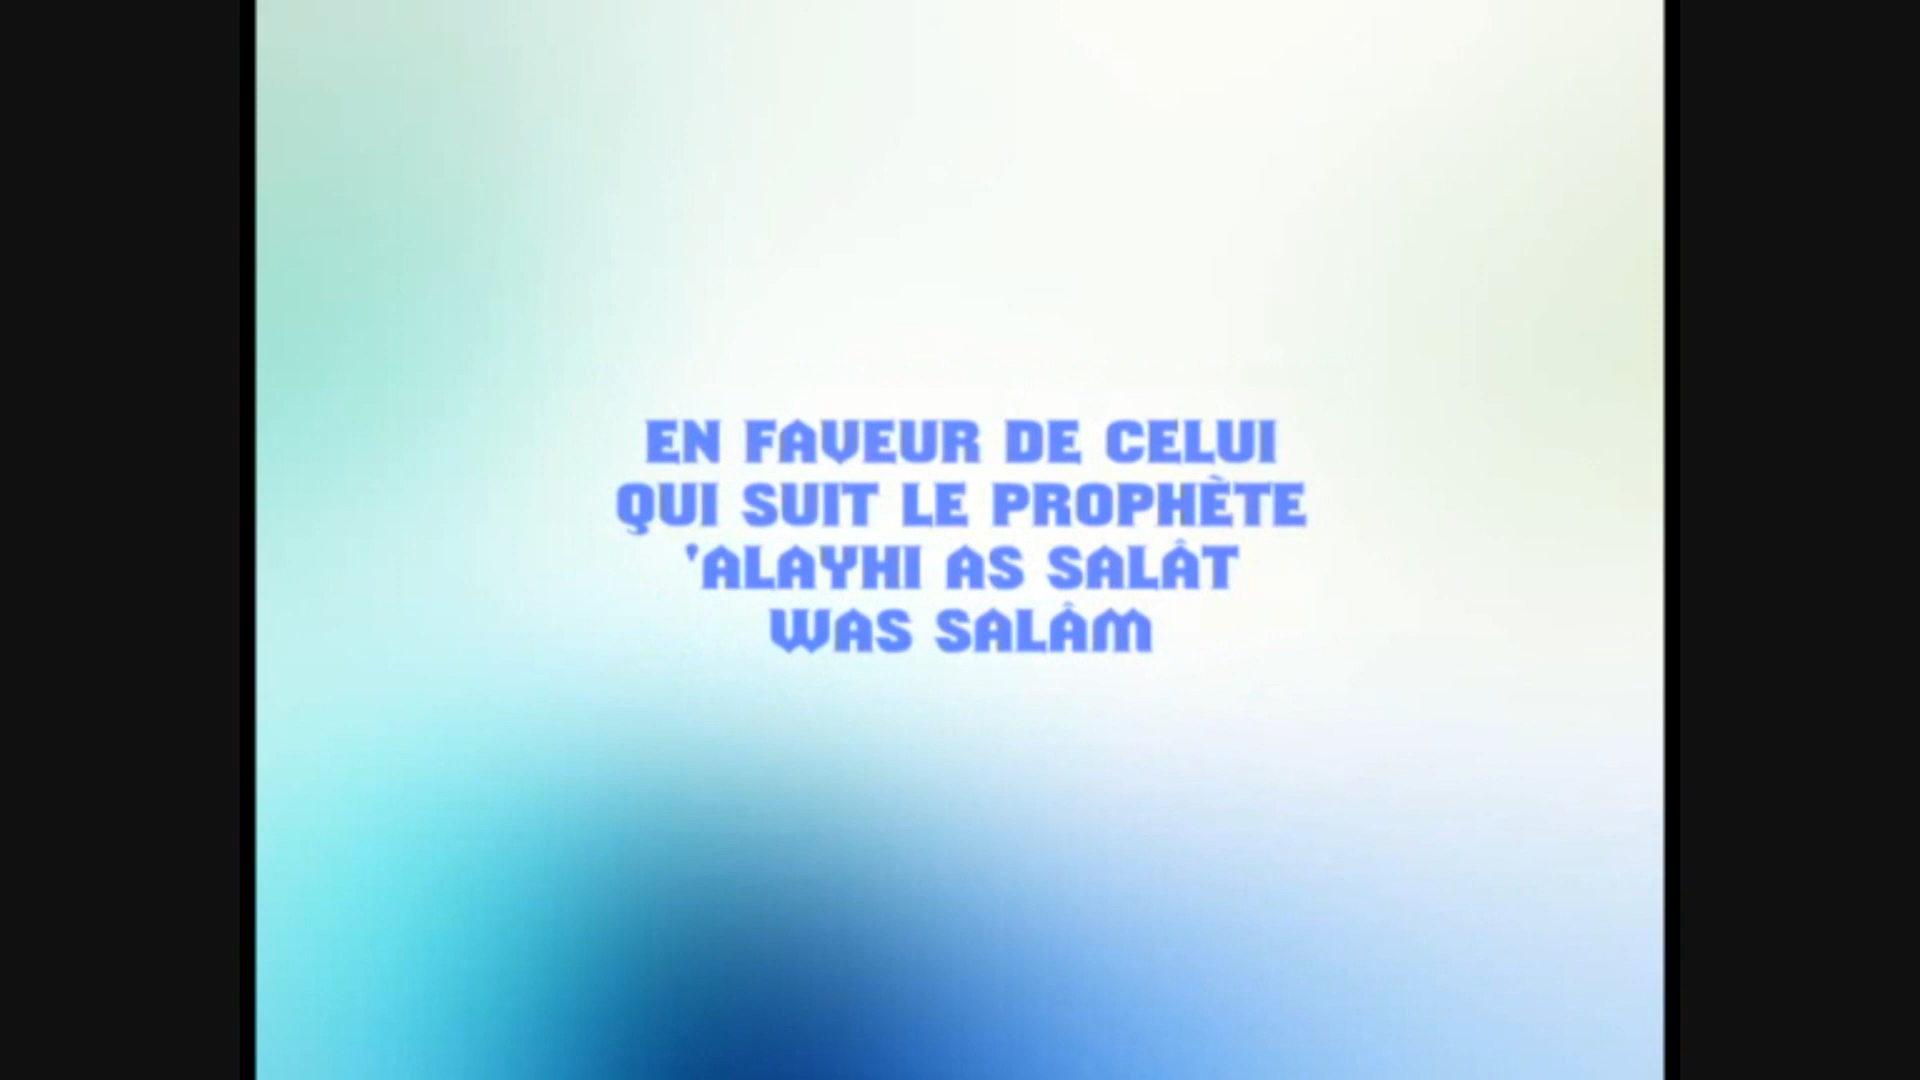 EN FAVEUR DE CELUI
QUI SUIT LE PROPHÈTE
'ALAYHI AS SALÂT
WAS SALÂM